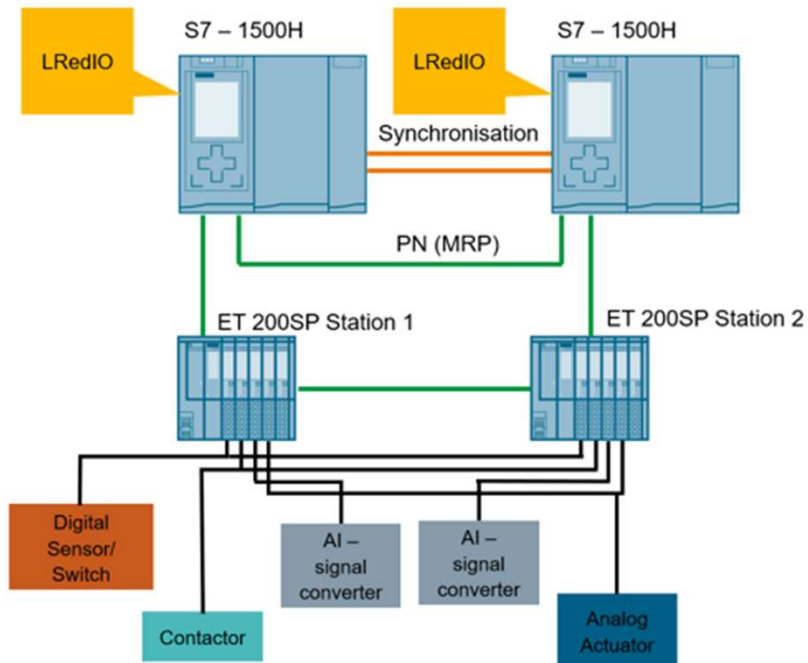 S7 – 1500H
S7 – 1500H
LRedIO
LRedIO
Synchronisation
PN (MRP)
ET 200SP Station 1
ET 200SP Station 2
Digital
Sensor/
Switch
AI –
signal
converter
AI –
signal
converter
Contactor
Analog
Actuator